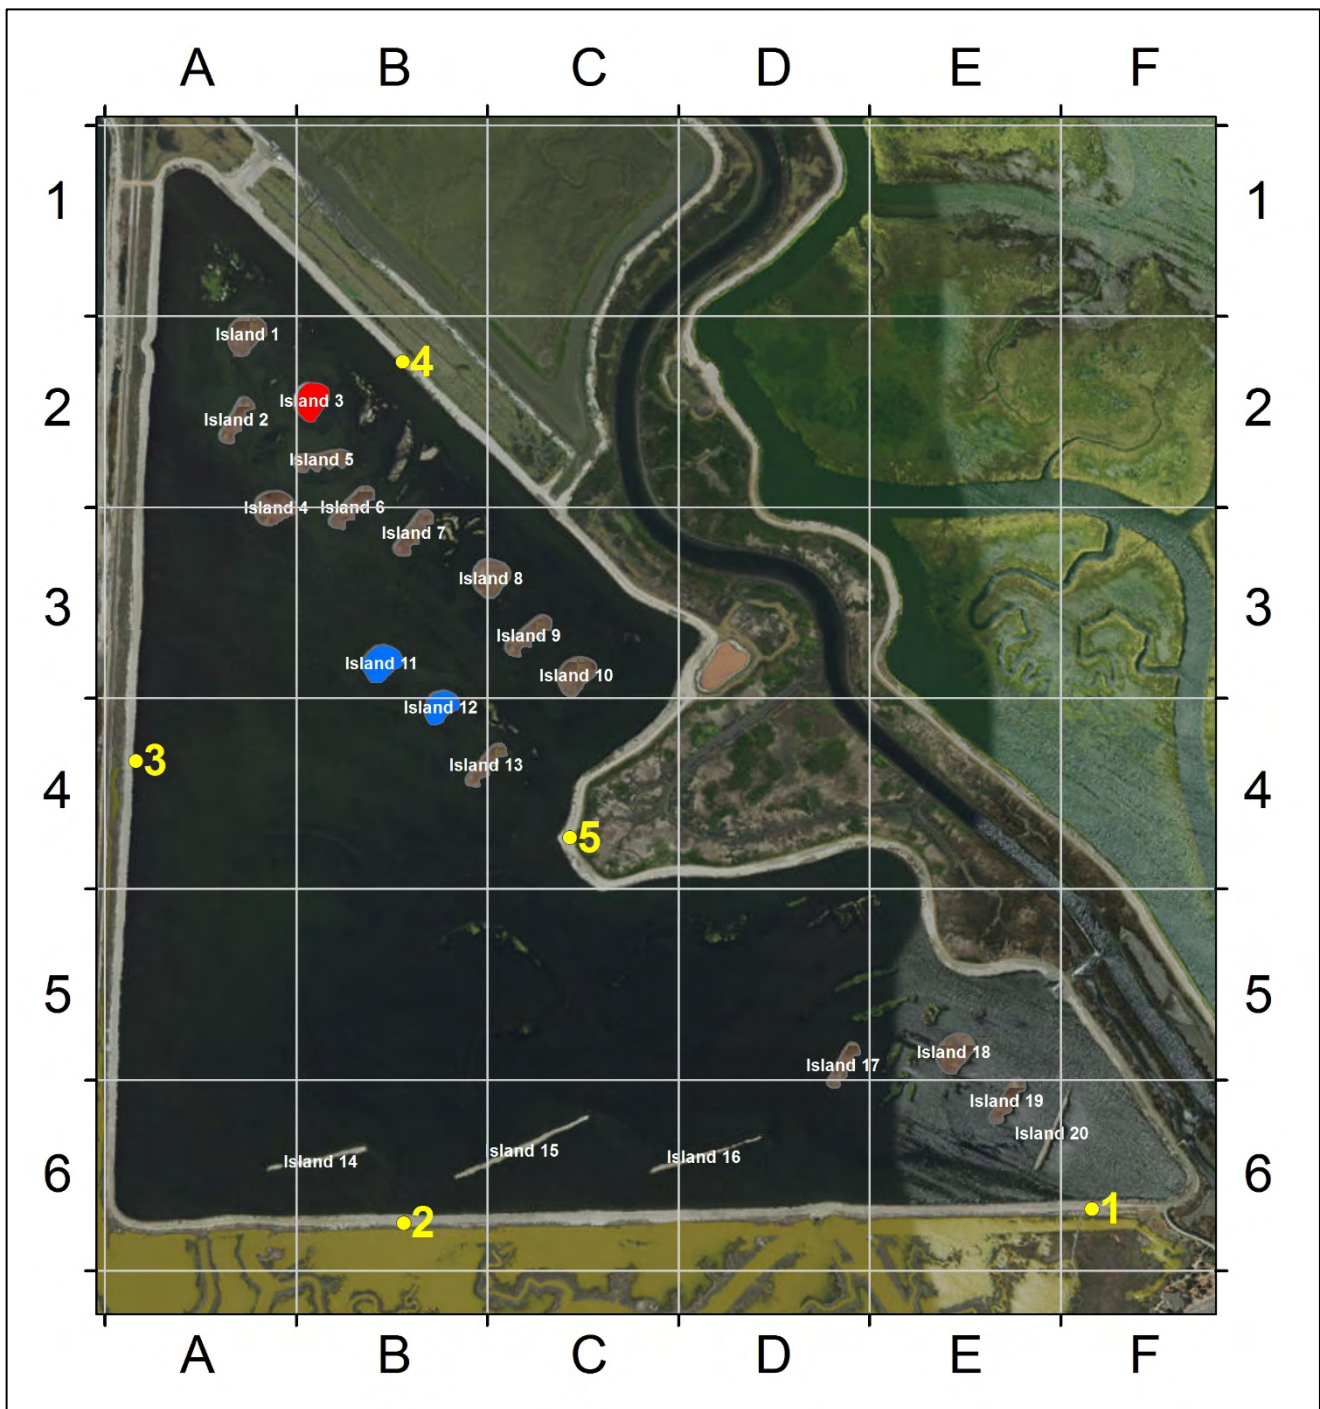 A B C D E F
1 1
Island 1
4
2 2
Island 3
Island 2
Island 5
Island 4 Island 6
Island 7
Island 8
3 3
Island 9
Island 11
Island 10
Island 12
3
Island 13
4 4
5
5 5
Island 18
Island 17
Island 19
Island 20
Island 15
Island 16
Island 14
6 6
1
2
A B C D E F